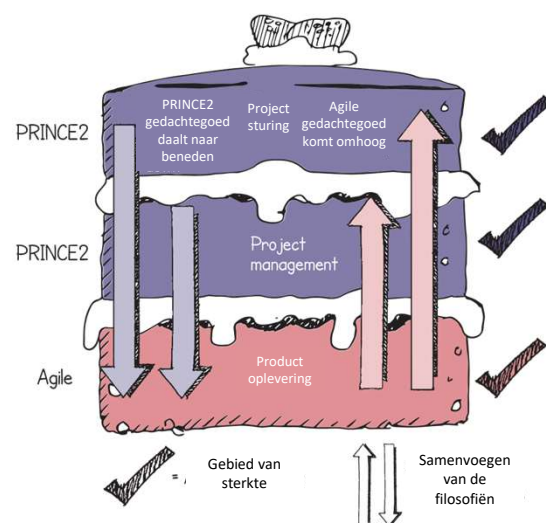 PRINCE2
gedachtegoed
daalt naar
beneden
Project
sturing
Agile
gedachtegoed
komt omhoog
PRINCE2
PRINCE2
Project
management
Agile
Product
oplevering
=
Gebied van
sterkte
Samenvoegen
van de
filosofiën